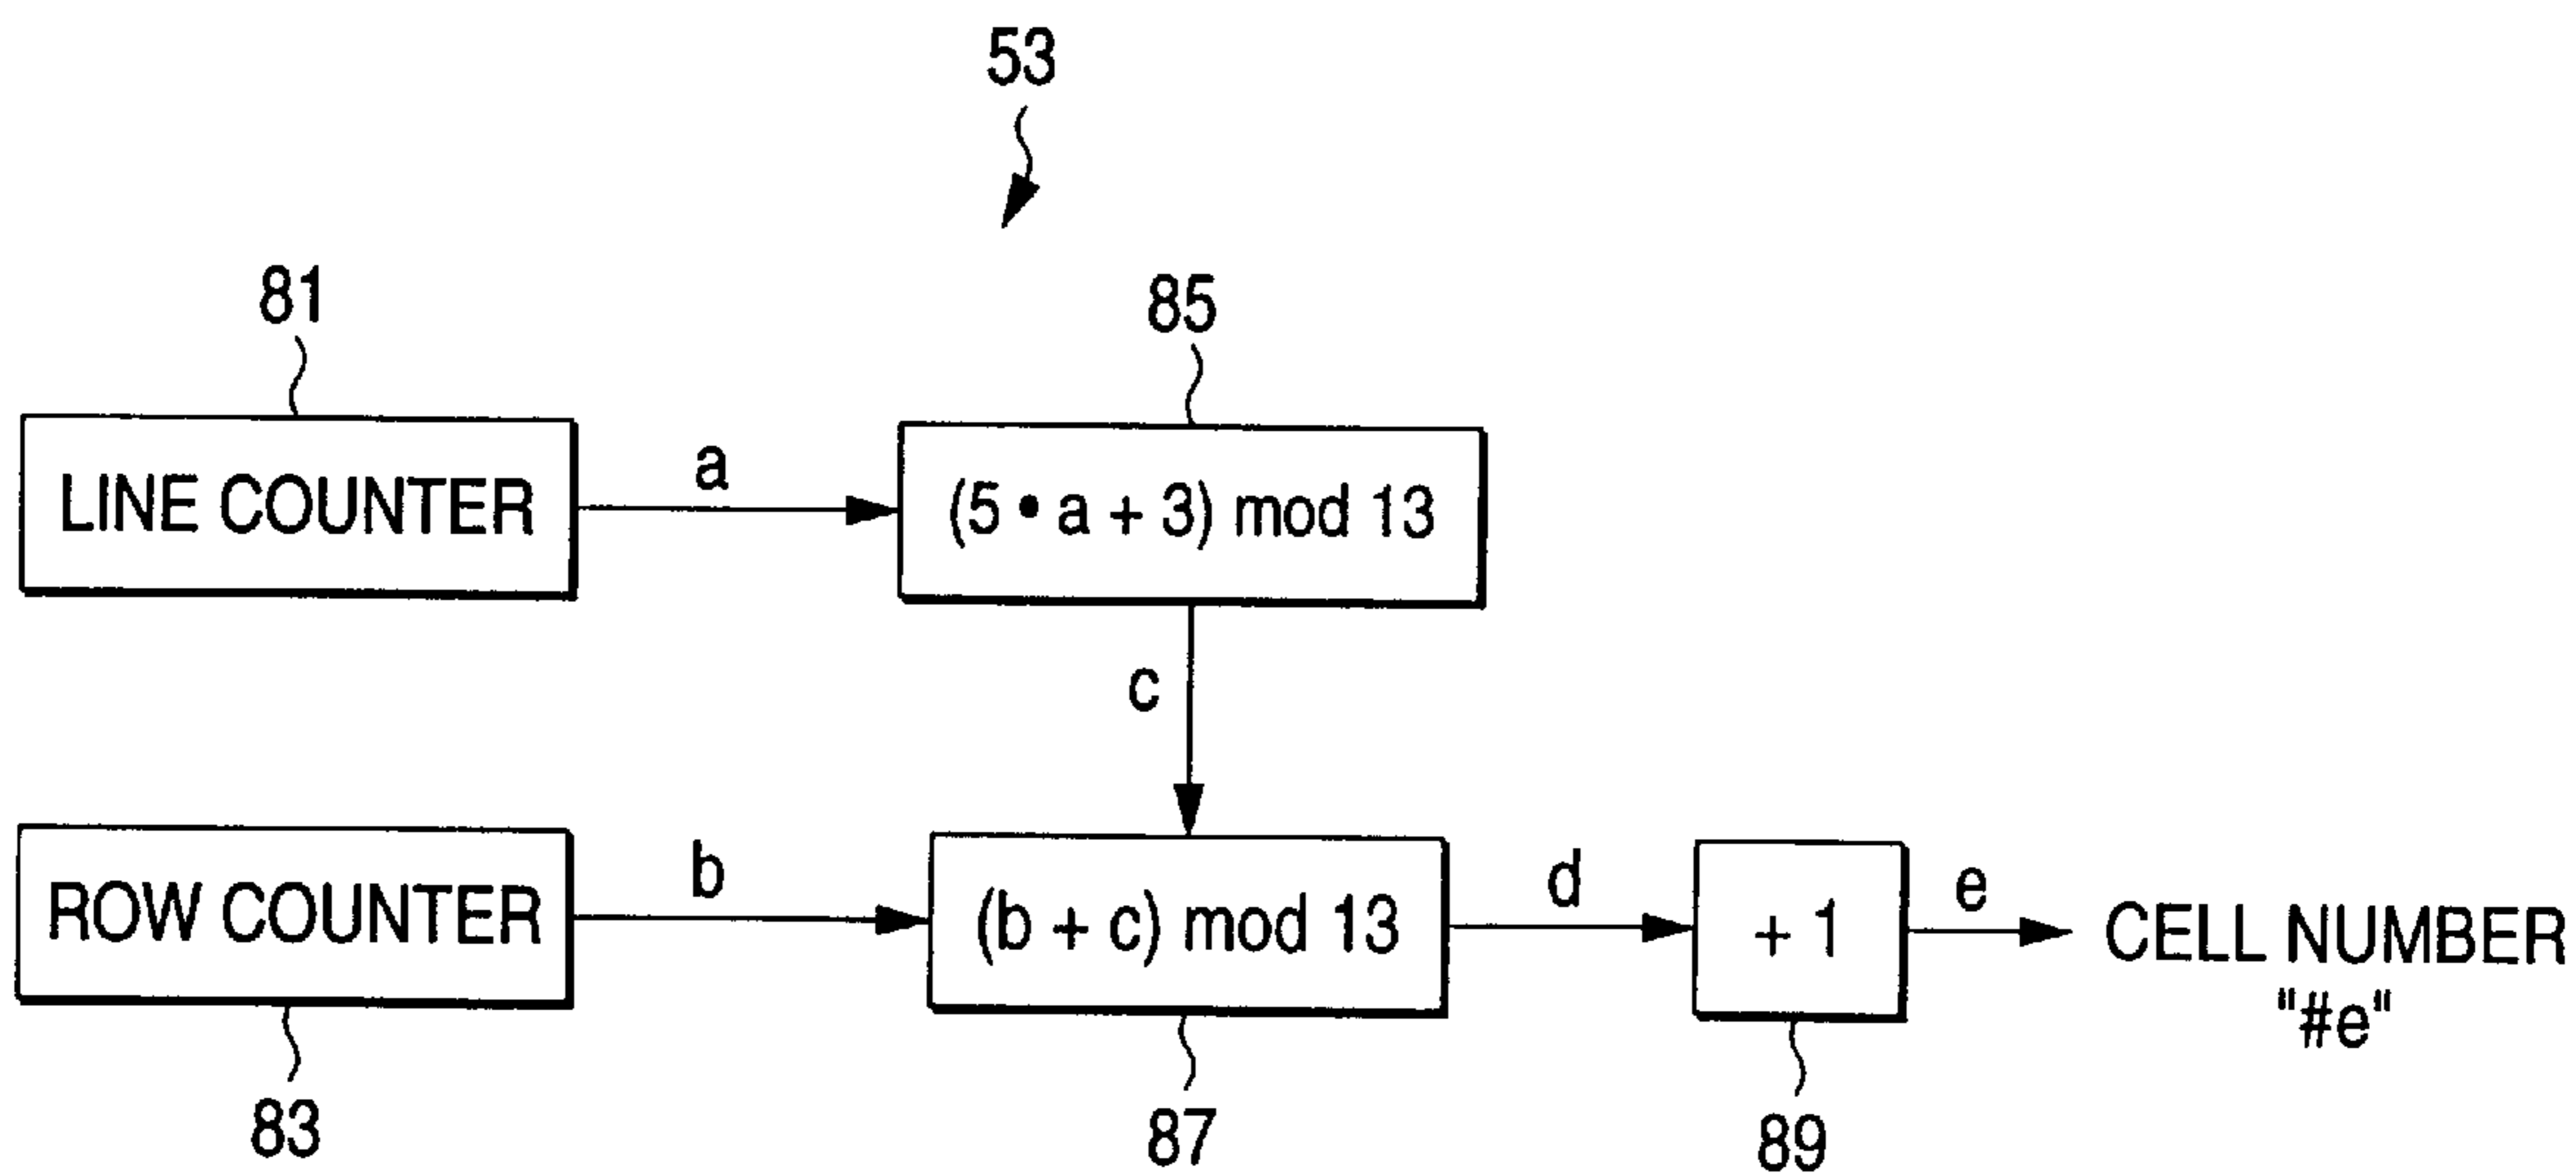 53
81
85
LINE COUNTER
a
(5 • a + 3) mod 13
c
ROW COUNTER
b
(b + c) mod 13
d
+ 1
e
CELL NUMBER
"#e"
83
87
89